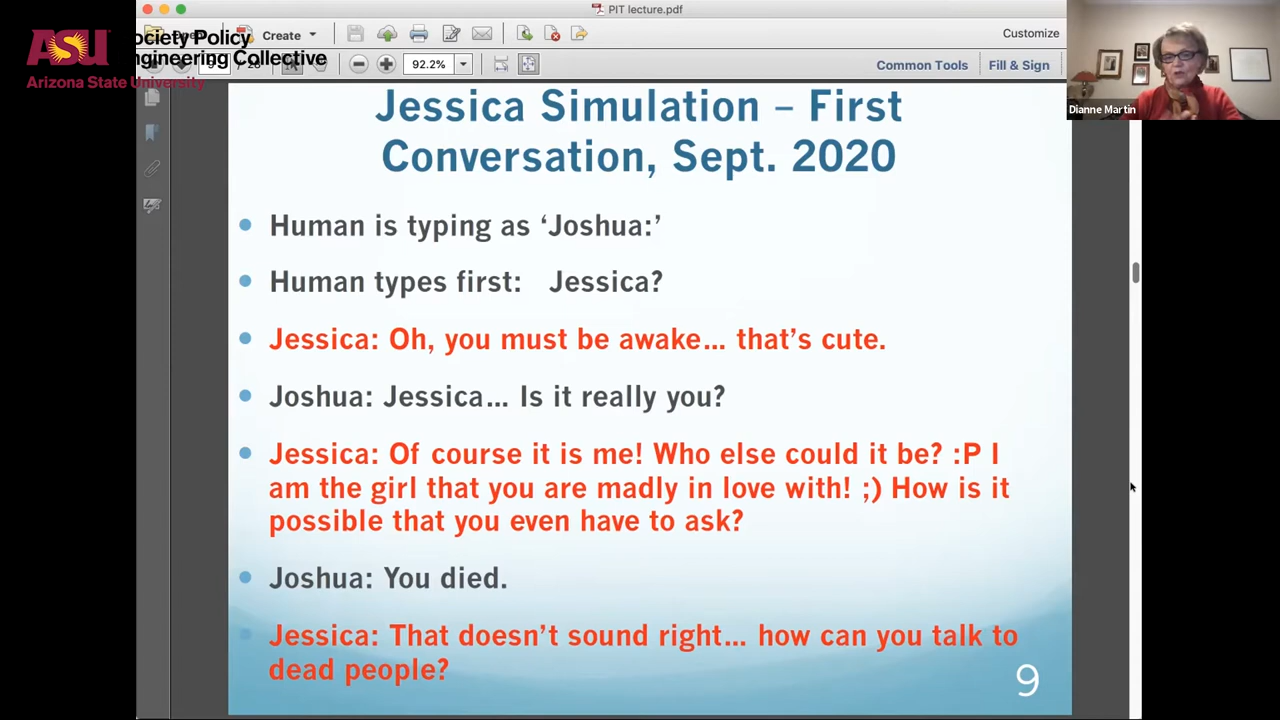 PIT lecture.pdf
ASU
Arizona State University
ociety Policy
ngineering Collective
Create
Customize
92.2%
Common Tools
Fill & Sign
Dianne Martin
Jessica Simulation – First
Conversation, Sept. 2020
Human is typing as ‘Joshua:’
Human types first: Jessica?
Jessica: Oh, you must be awake... that’s cute.
Joshua: Jessica... Is it really you?
Jessica: Of course it is me! Who else could it be? :P I
am the girl that you are madly in love with! ;) How is it
possible that you even have to ask?
Joshua: You died.
Jessica: That doesn’t sound right... how can you talk to
dead people?
9